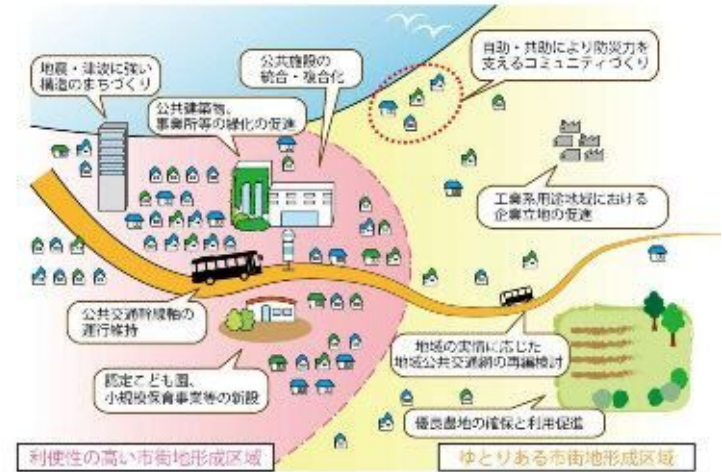 地震・津波に強い
構造のまちづくり
公共施設の
統合・複合化
自助・共助により防災力を
支えるコミュニティづくり
公共建築物、
事業所等の緑化の促進
工業系用途地域における
企業立地の促進
公共交通幹線軸の
運行維持
地域の実情に応じた
地域公共交通網の再編検討
認定こども園、
小規模保育事業等の新設
優良農地の確保と利用促進
利便性の高い市街地形成区域
ゆとりある市街地形成区域